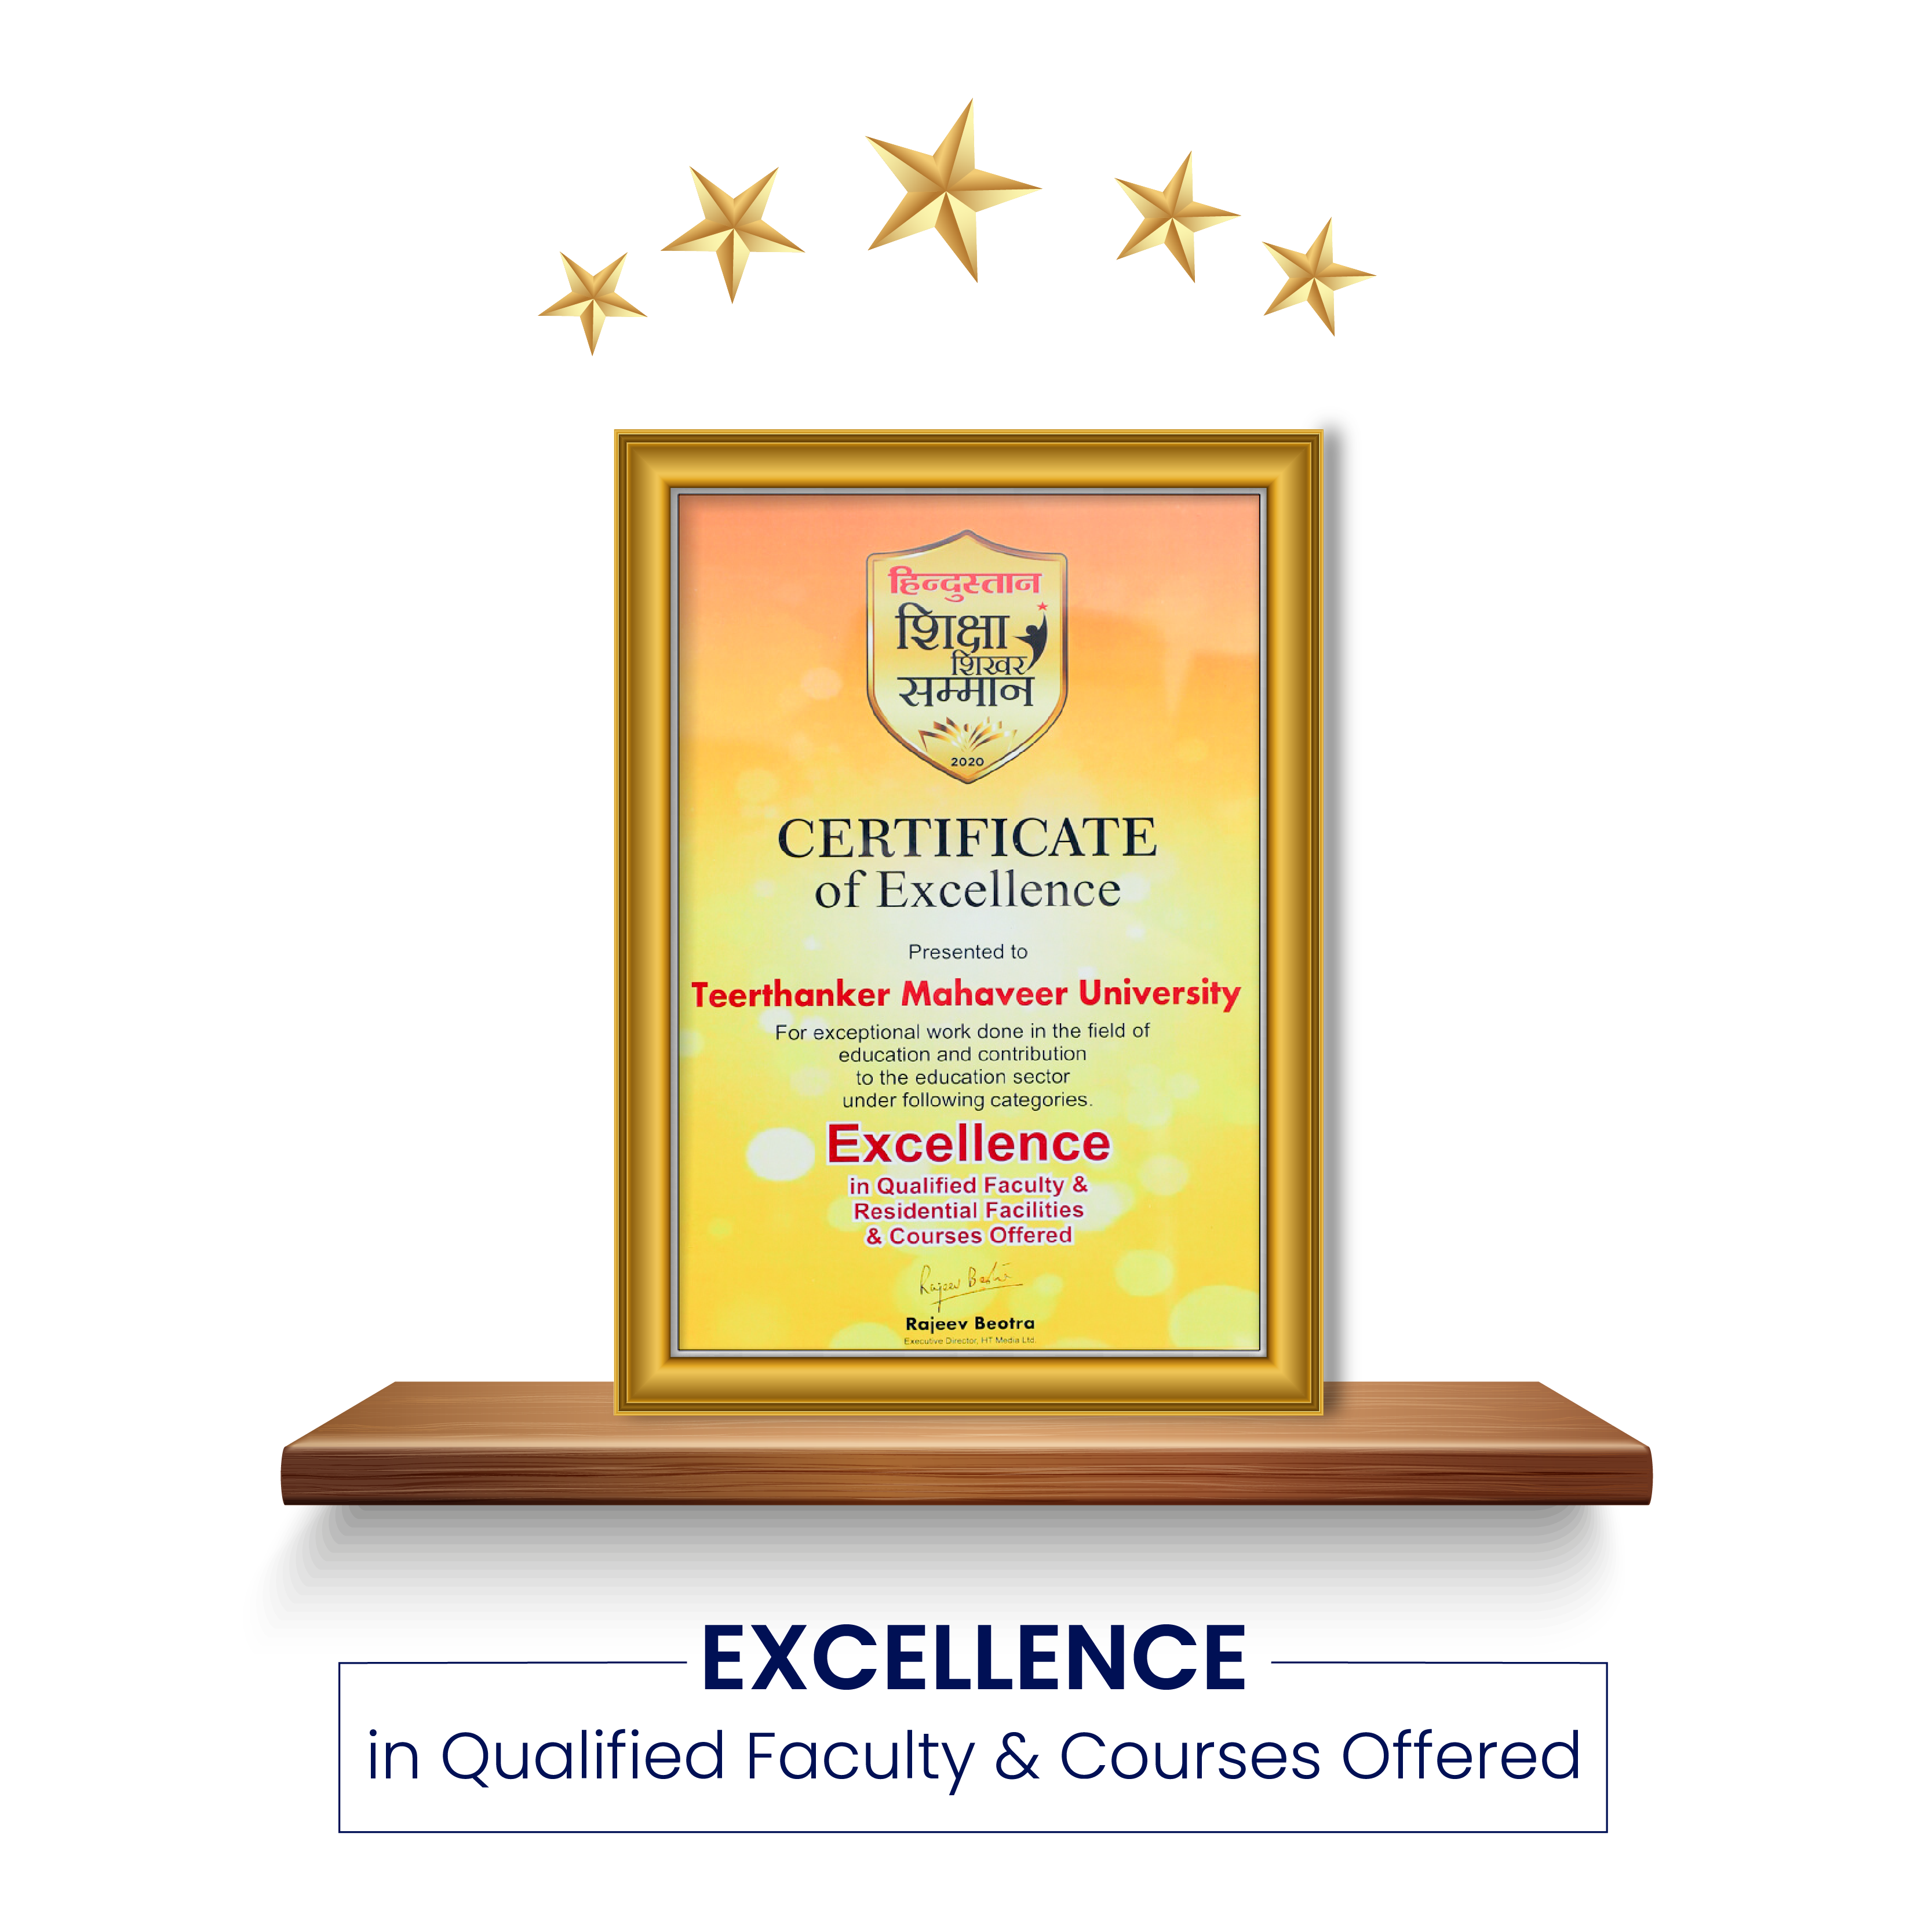 हिन्दुस्तान
शिक्षा
शिखर
सम्मान
2020
CERTIFICATE
of Excellence
Presented to
Teerthanker Mahaveer University
For exceptional work done in the field of
education and contribution
to the education sector
under following categories.
Excellence
in Qualified Faculty &
Residential Facilities
& Courses Offered
Rajeev Beotra
Rajeev Beotra
Executive Director, HT Media Ltd.
EXCELLENCE
in Qualified Faculty & Courses Offered